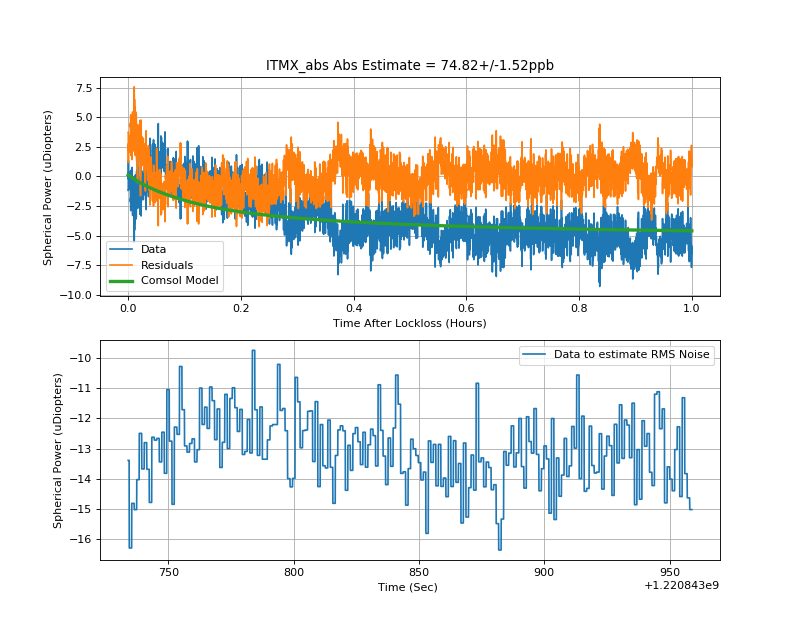 ITMX_abs Abs Estimate = 74.82+/-1.52ppb
Spherical Power (uDiopters)
7.5
5.0
2.5
0.0
−2.5
−5.0
−7.5
−10.0
Data
Residuals
Comsol Model
0.0 0.2 0.4 0.6 0.8 1.0
Time After Lockloss (Hours)
Spherical Power (uDiopters)
−10
−11
−12
−13
−14
−15
−16
Data to estimate RMS Noise
750 800 850 900 950
Time (Sec)
+1.220843e9